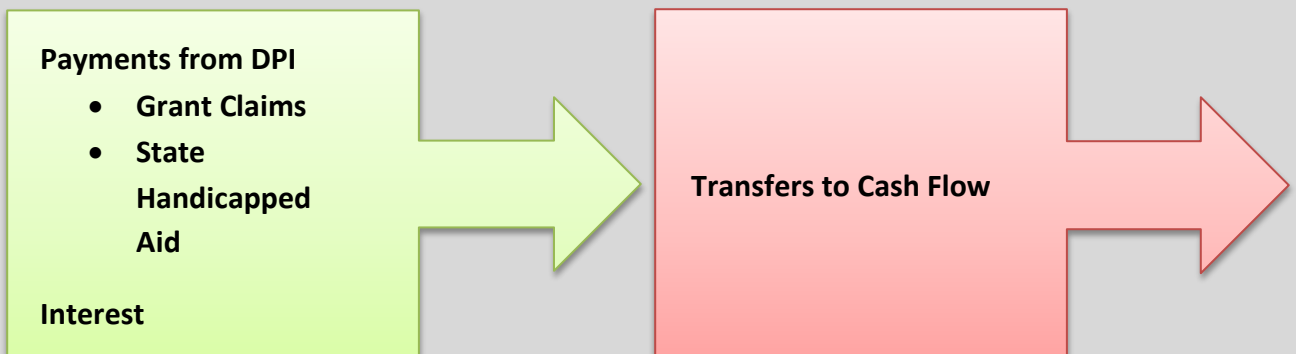 Payments from DPI
• Grant Claims
• State
Handicapped
Aid
Interest
Transfers to Cash Flow